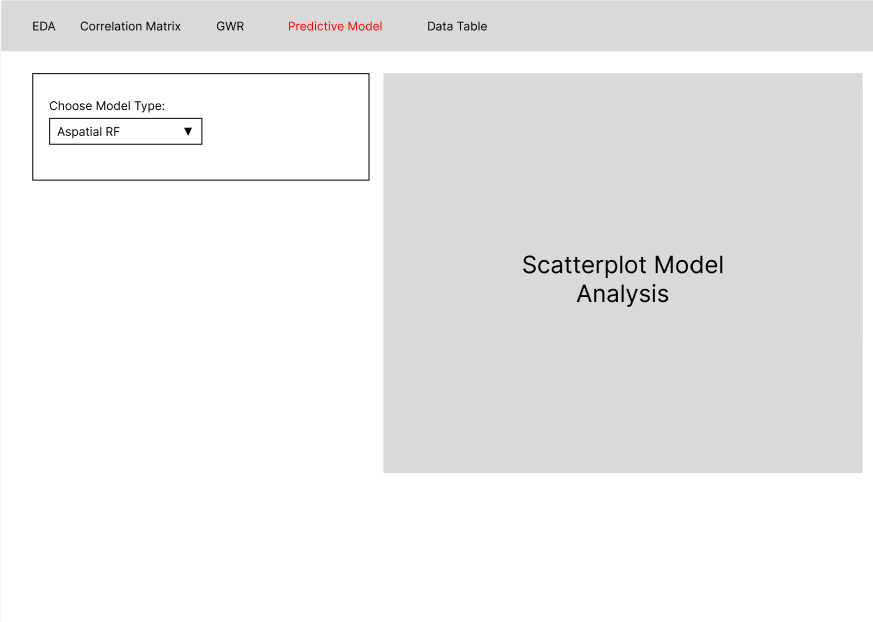 EDA Correlation Matrix GWR Predictive Model Data Table
Choose Model Type:
Aspatial RF ▼
Scatterplot Model
Analysis